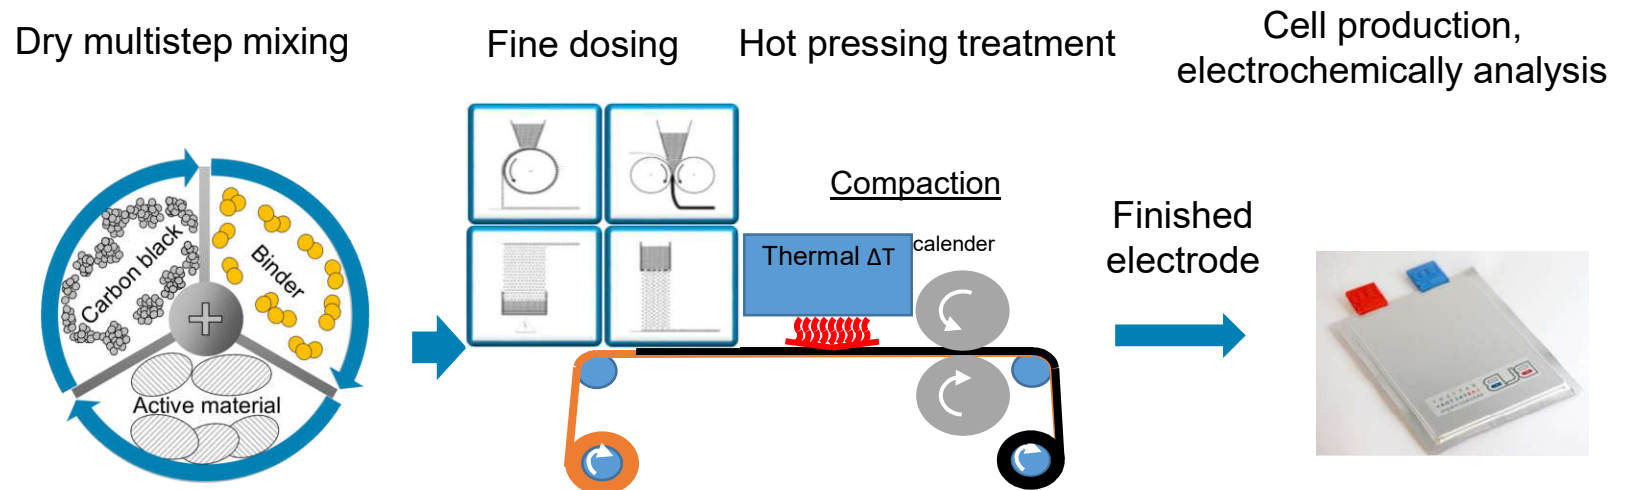 Dry multistep mixing
Fine dosing
Hot pressing treatment
Cell production,
electrochemically analysis
Carbon black
Binder
Active material
Compaction
Thermal ΔT
calender
Finished
electrode